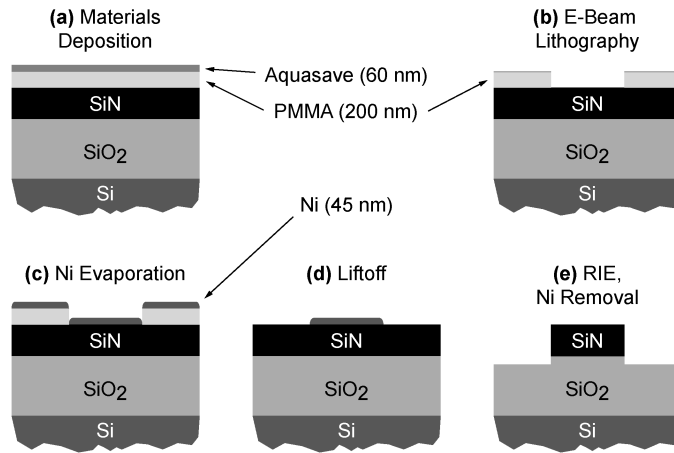 (a) Materials
Deposition
(b) E-Beam
Lithography
Aquasave (60 nm)
PMMA (200 nm)
SiN
SiO2
Si
SiN
SiO2
Si
Ni (45 nm)
(c) Ni Evaporation
(d) Liftoff
(e) RIE,
Ni Removal
SiN
SiO2
Si
SiN
SiO2
Si
SiN
SiO2
Si